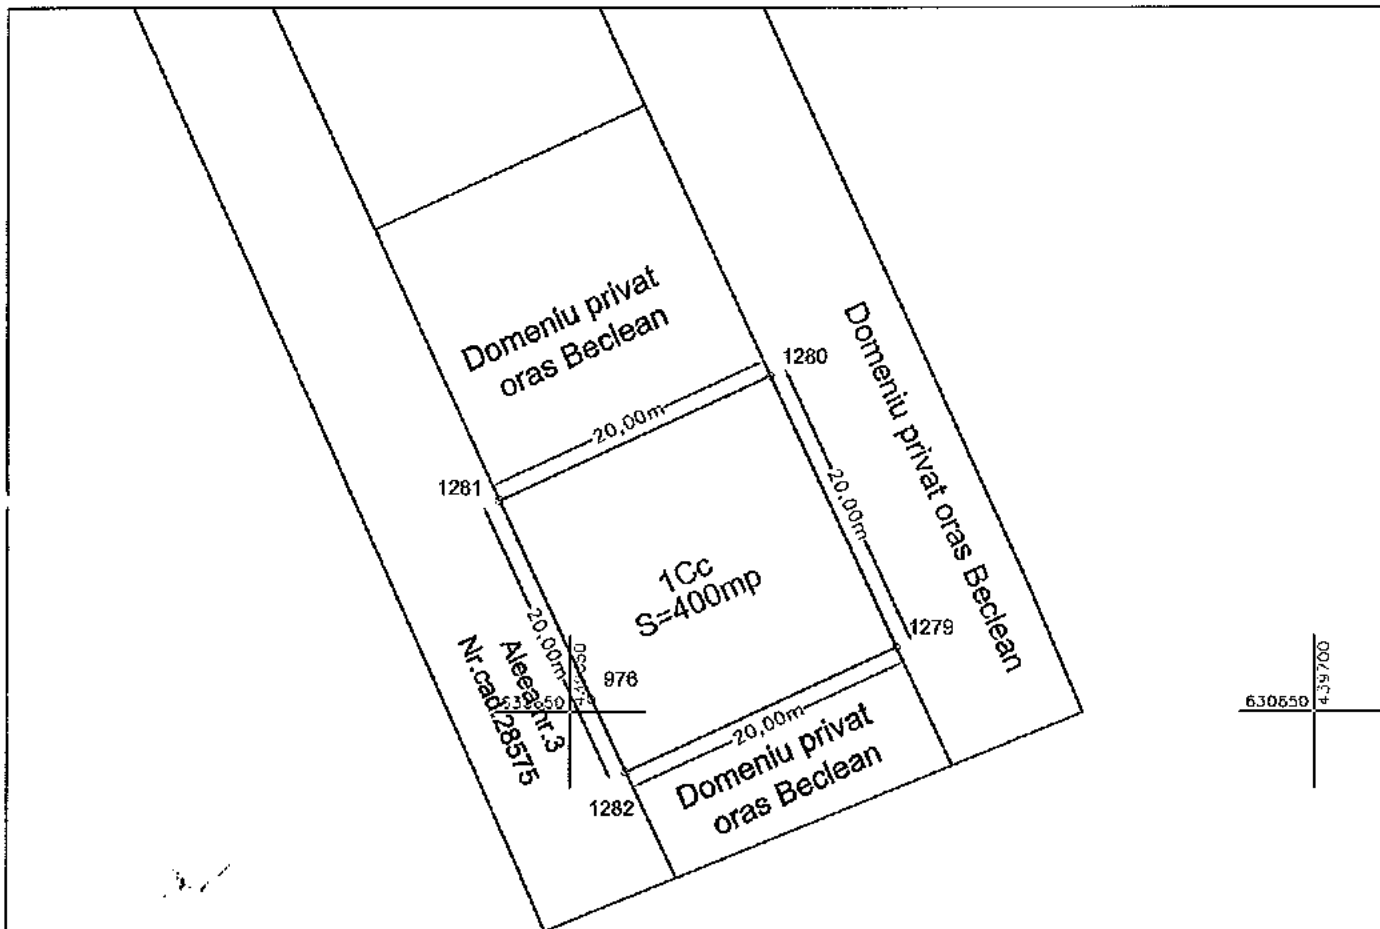 Domeniu privat
oras Beclean
1280
Domeniu privat oras Beclean
20,00m
1281
20,00m
1Cc
S=400mp
1279
20,00m
Aleea nr.3
Nr.cad.28575
976
630650
439700
20,00m
Domeniu privat
oras Beclean
1282